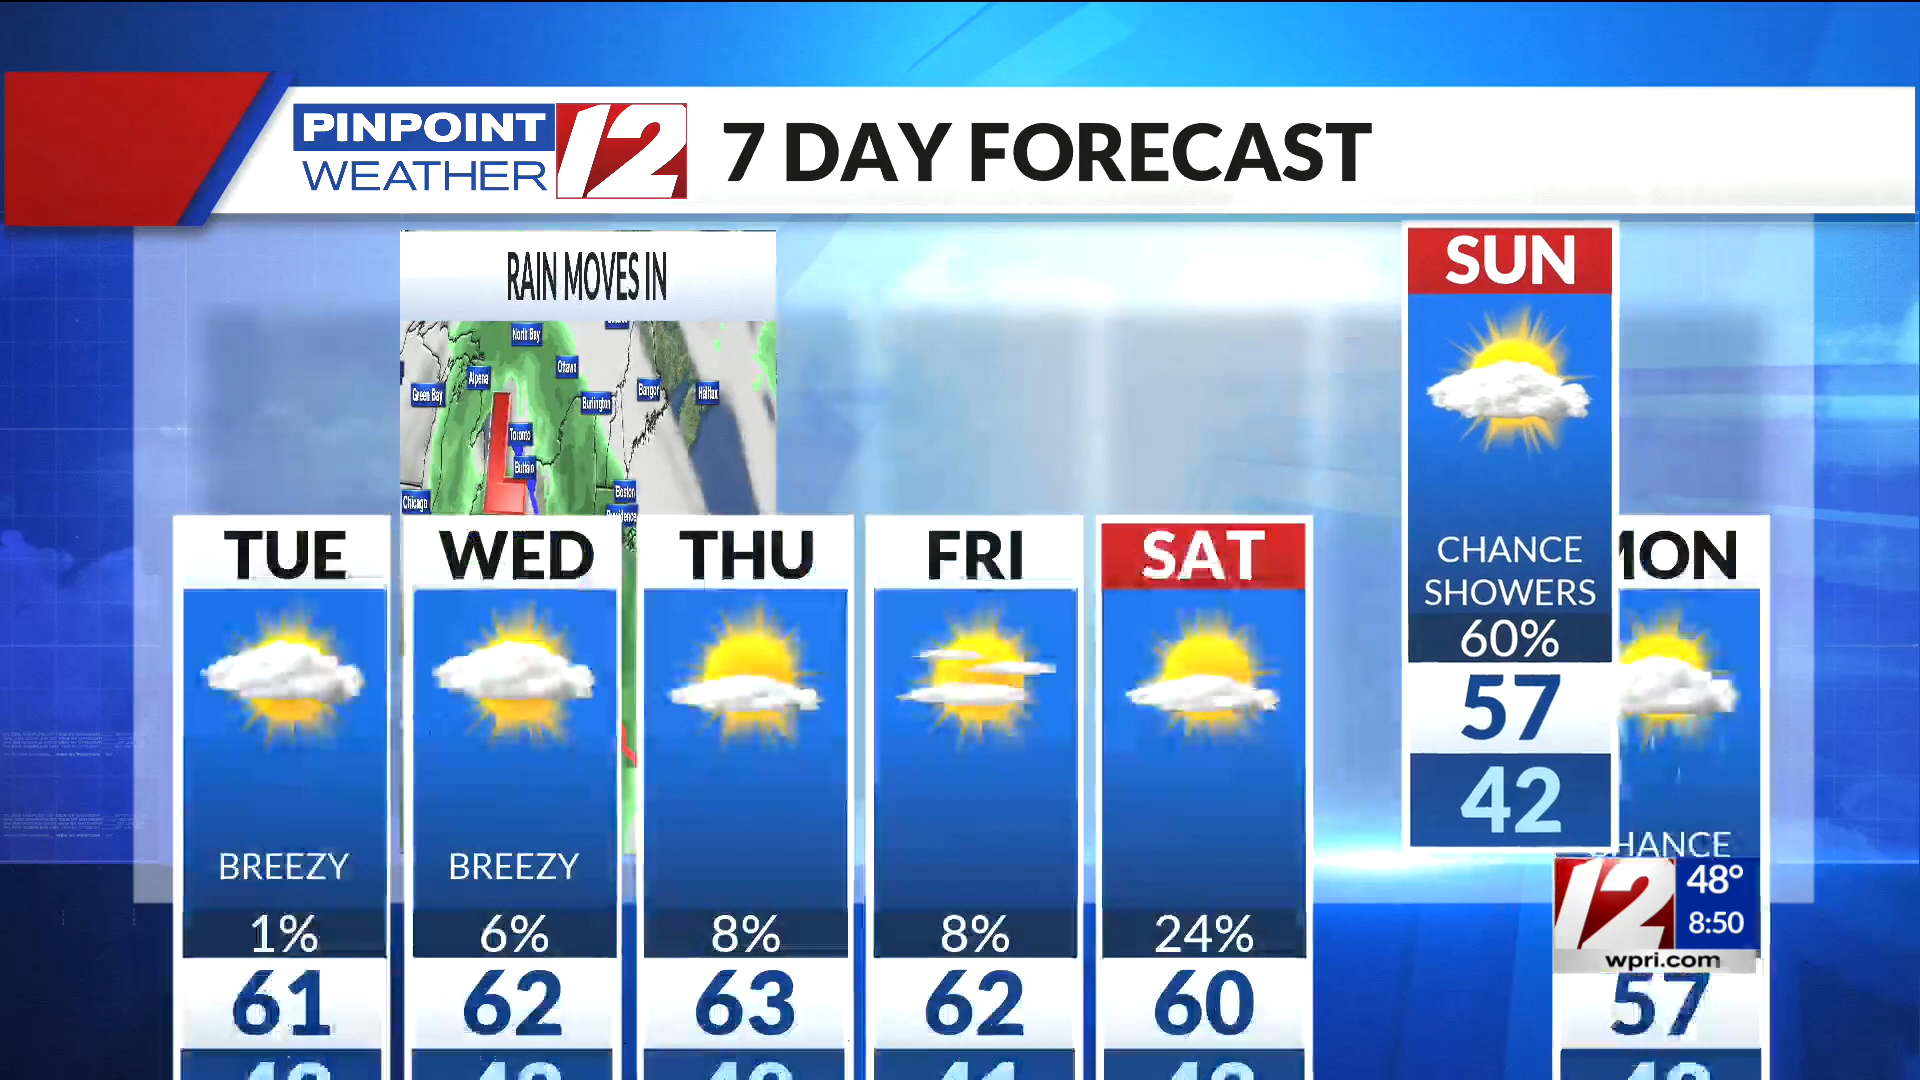 PINPOINT
WEATHER
12
7 DAY FORECAST
RAIN MOVES IN
North Bay
Ottawa
Alpena
Green Bay
Burlington
Bangor
Halifax
Toronto
Buffalo
Chicago
Boston
TUE
BREEZY
1%
61
WED
BREEZY
6%
62
THU
8%
63
FRI
8%
62
SAT
24%
60
SUN
CHANCE
SHOWERS
60%
57
42
MON
CHANCE
57
12
48°
8:50
wpri.com